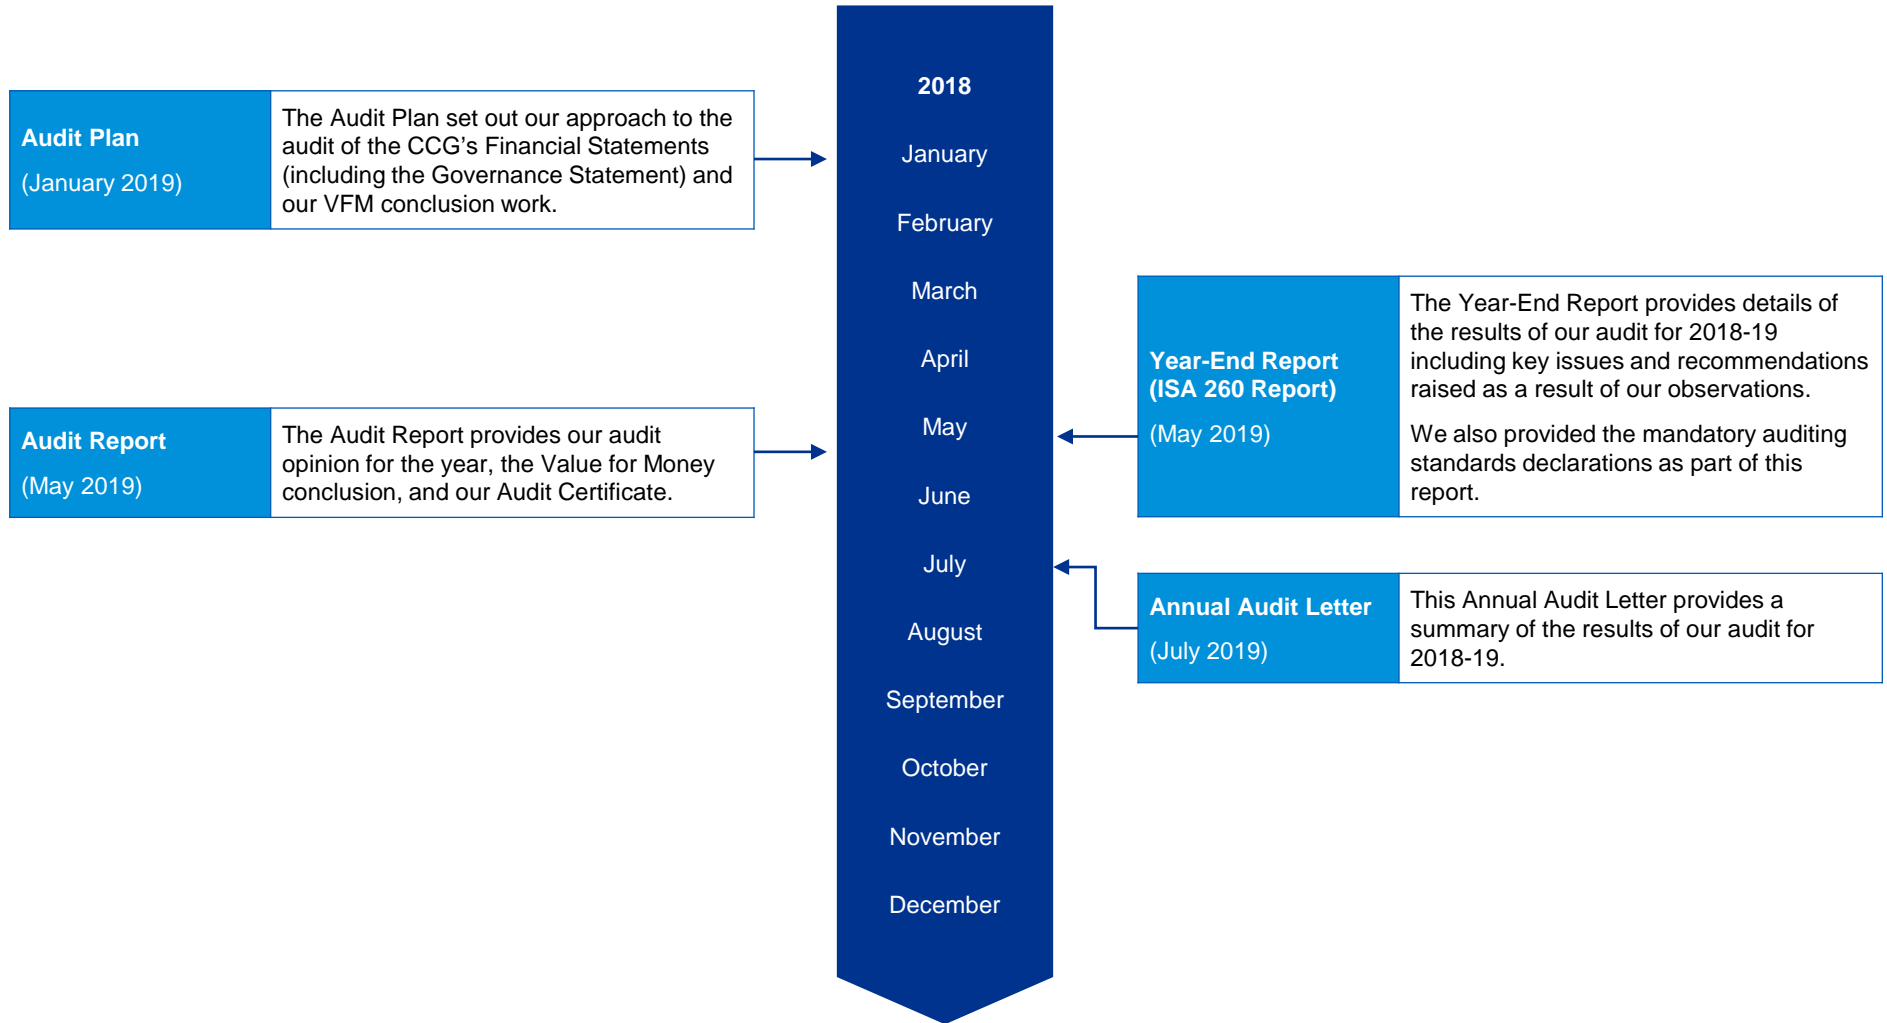 Audit Plan
(January 2019)
The Audit Plan set out our approach to the
audit of the CCG’s Financial Statements
(including the Governance Statement) and
our VFM conclusion work.
Audit Report
(May 2019)
The Audit Report provides our audit
opinion for the year, the Value for Money
conclusion, and our Audit Certificate.
2018
January
February
March
April
May
June
July
August
September
October
November
December
Year-End Report
(ISA 260 Report)
(May 2019)
The Year-End Report provides details of
the results of our audit for 2018-19
including key issues and recommendations
raised as a result of our observations.
We also provided the mandatory auditing
standards declarations as part of this
report.
Annual Audit Letter
(July 2019)
This Annual Audit Letter provides a
summary of the results of our audit for
2018-19.